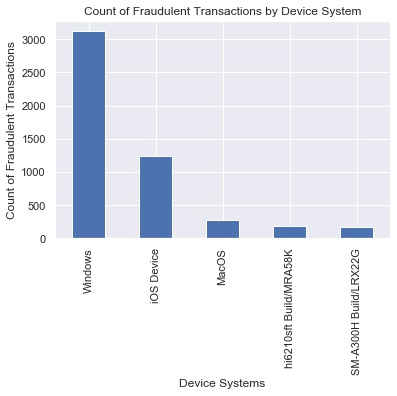 Count of Fraudulent Transactions by Device System
Count of Fraudulent Transactions
3000
2500
2000
1500
1000
500
0
Windows
iOS Device
MacOS
hi6210sft Build/MRA58K
SM-A300H Build/LRX22G
Device Systems